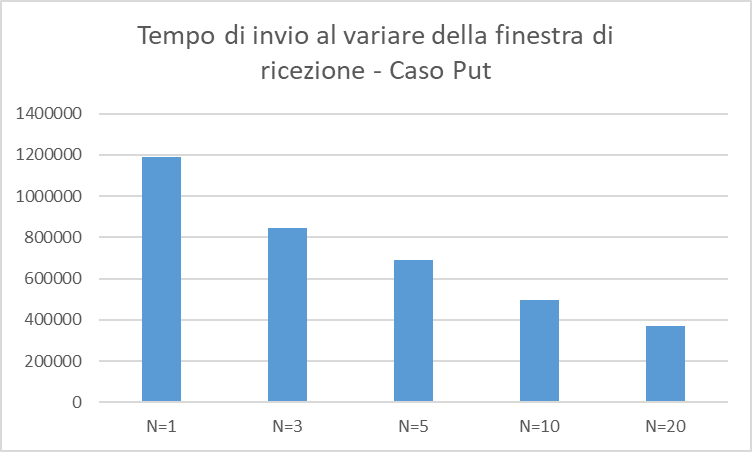 Tempo di invio al variare della finestra di
ricezione - Caso Put
1400000
1200000
1000000
800000
600000
400000
200000
0
N=1 N=3 N=5 N=10 N=20